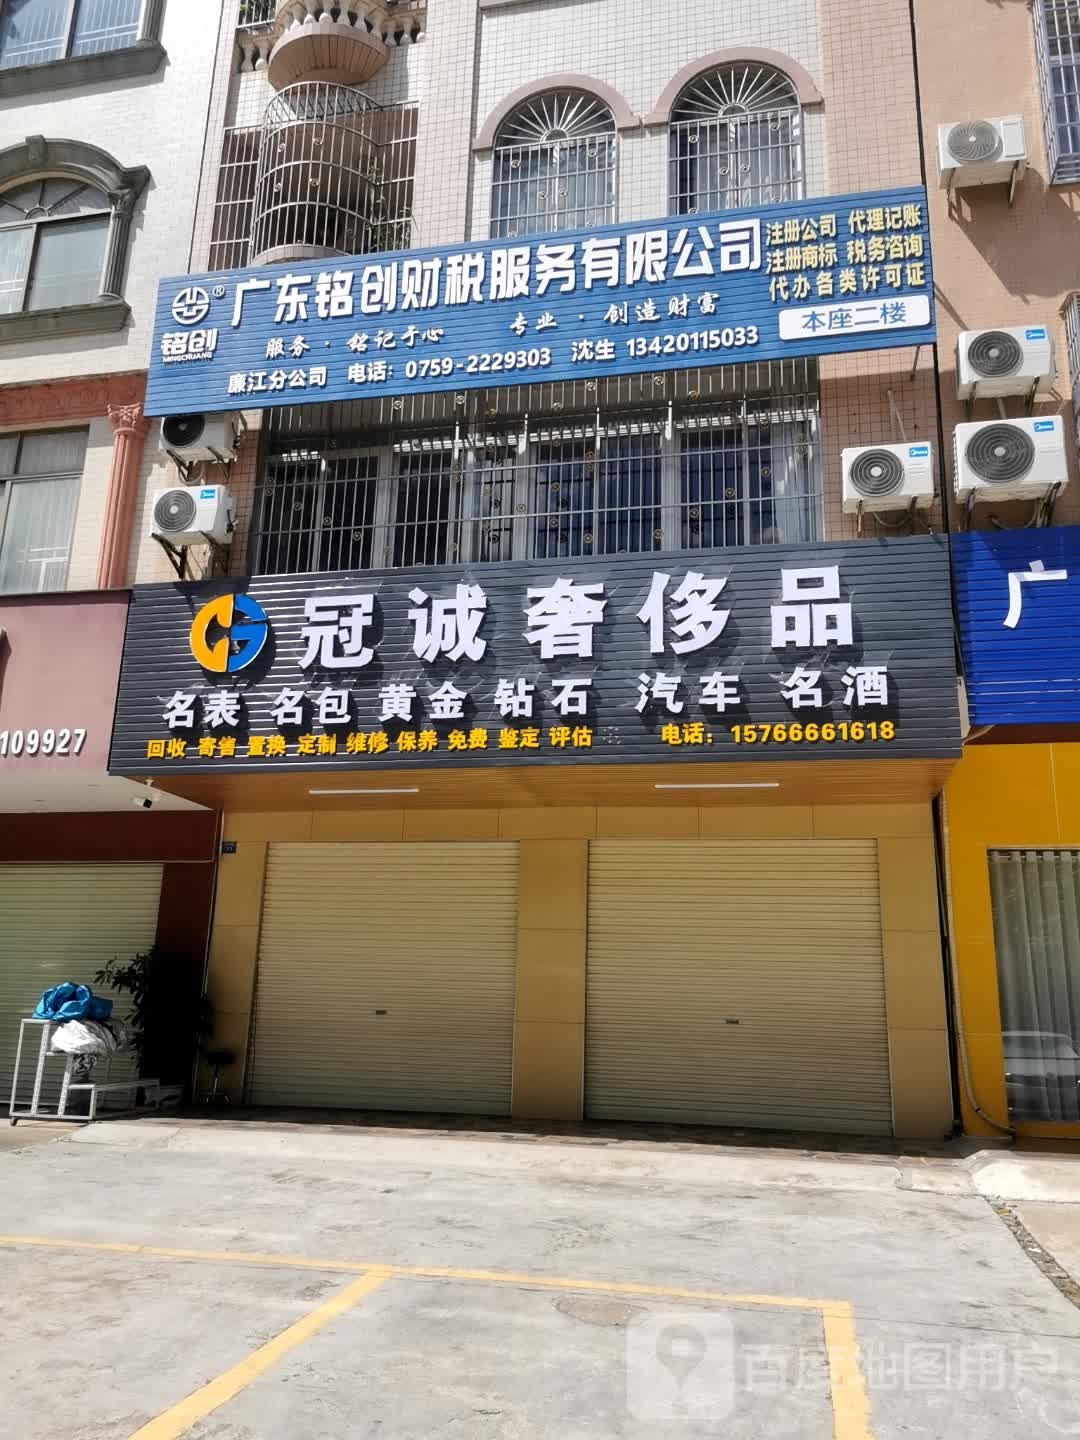 铭创®
MINGCHUANG
广东铭创财税服务有限公司
注册公司 代理记账
注册商标 税务咨询
代办各类许可证
服务·铭记于心 专业·创造财富
本座二楼
廉江分公司 电话：0759-2229303 沈生 13420115033
冠诚奢侈品
名表 名包 黄金 钻石 汽车 名酒
回收 寄售 置换 定制 维修 保养 免费 鉴定 评估 电话：15766661618
109927
广
百度地图用户